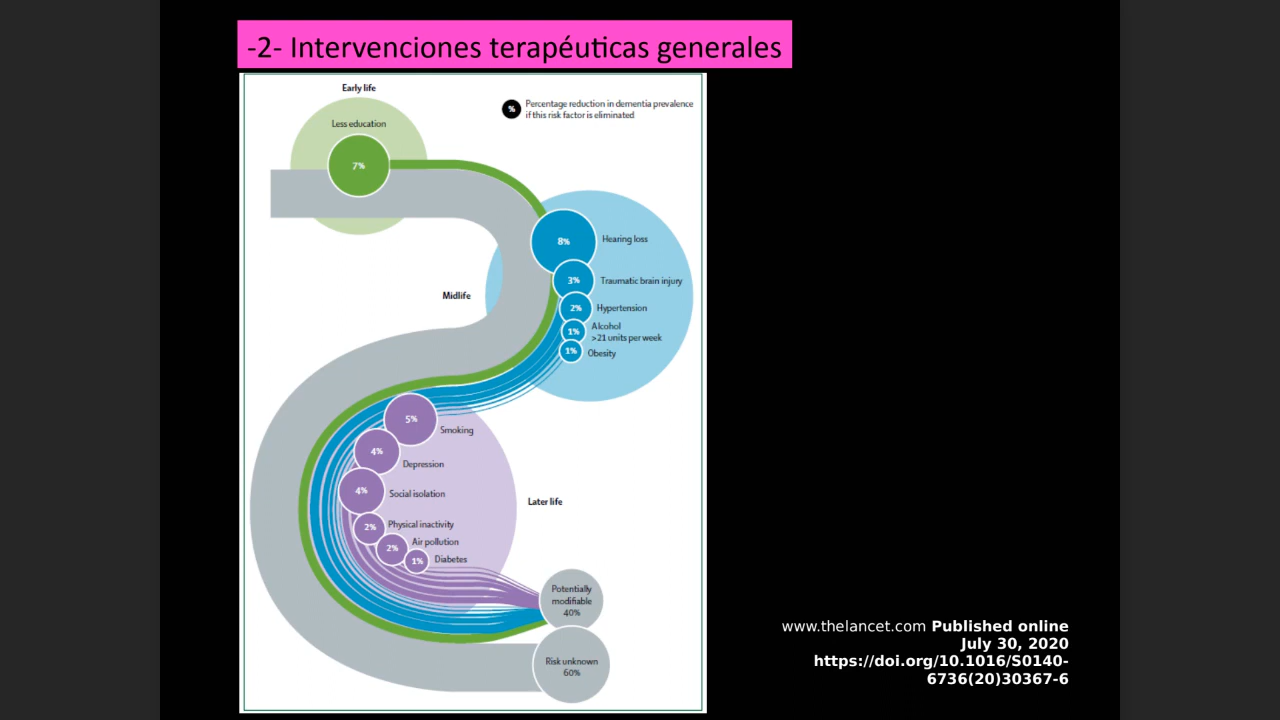 -2- Intervenciones terapéuticas generales
Early life
Less education
7%
% Percentage reduction in dementia prevalence
if this risk factor is eliminated
8% Hearing loss
3% Traumatic brain injury
Midlife
2% Hypertension
1% Alcohol
>21 units per week
1% Obesity
5% Smoking
4% Depression
4% Social isolation
Later life
2% Physical inactivity
2% Air pollution
1% Diabetes
Potentially
modifiable
40%
Risk unknown
60%
www.thelancet.com Published online
July 30, 2020
https://doi.org/10.1016/S0140-
6736(20)30367-6